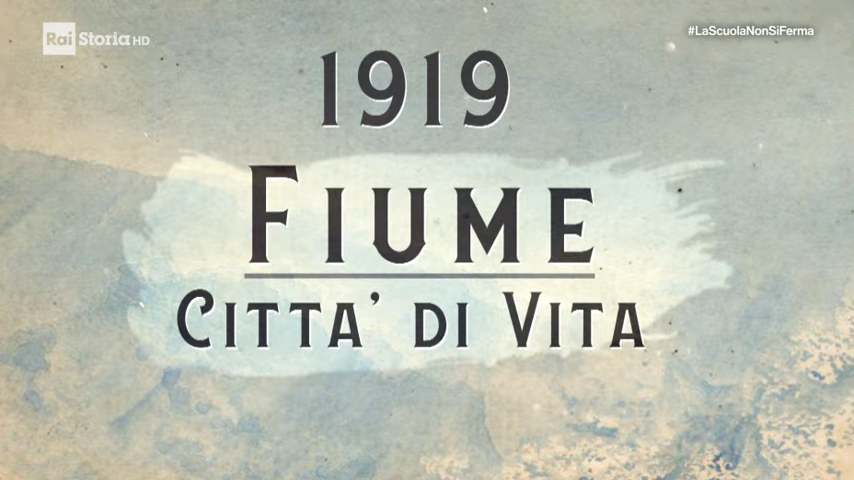 Rai Storia HD
#LaScuolaNonSiFerma
1919
FIUME
CITTA' DI VITA